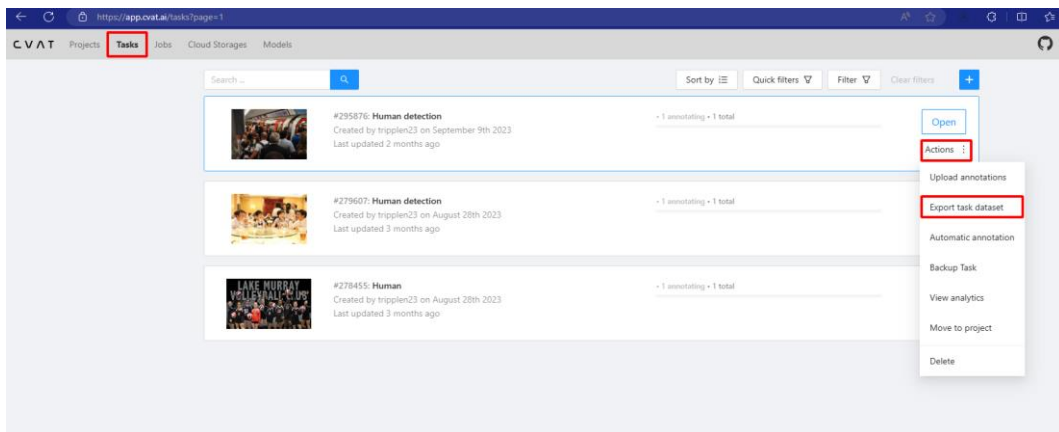 https://app.cvat.ai/tasks?page=1
CVAT Projects Tasks Jobs Cloud Storages Models
Search ... Sort by Quick filters Filter Clear filters +
#295876: Human detection
Created by tripplen23 on September 9th 2023
Last updated 2 months ago
• 1 annotating • 1 total
Open
Actions
Upload annotations
Export task dataset
Automatic annotation
Backup Task
View analytics
Move to project
Delete
#279607: Human detection
Created by tripplen23 on August 28th 2023
Last updated 3 months ago
• 1 annotating • 1 total
LAKE MURRAY
VOLLEYBALL CLUB
#278455: Human
Created by tripplen23 on August 28th 2023
Last updated 3 months ago
• 1 annotating • 1 total